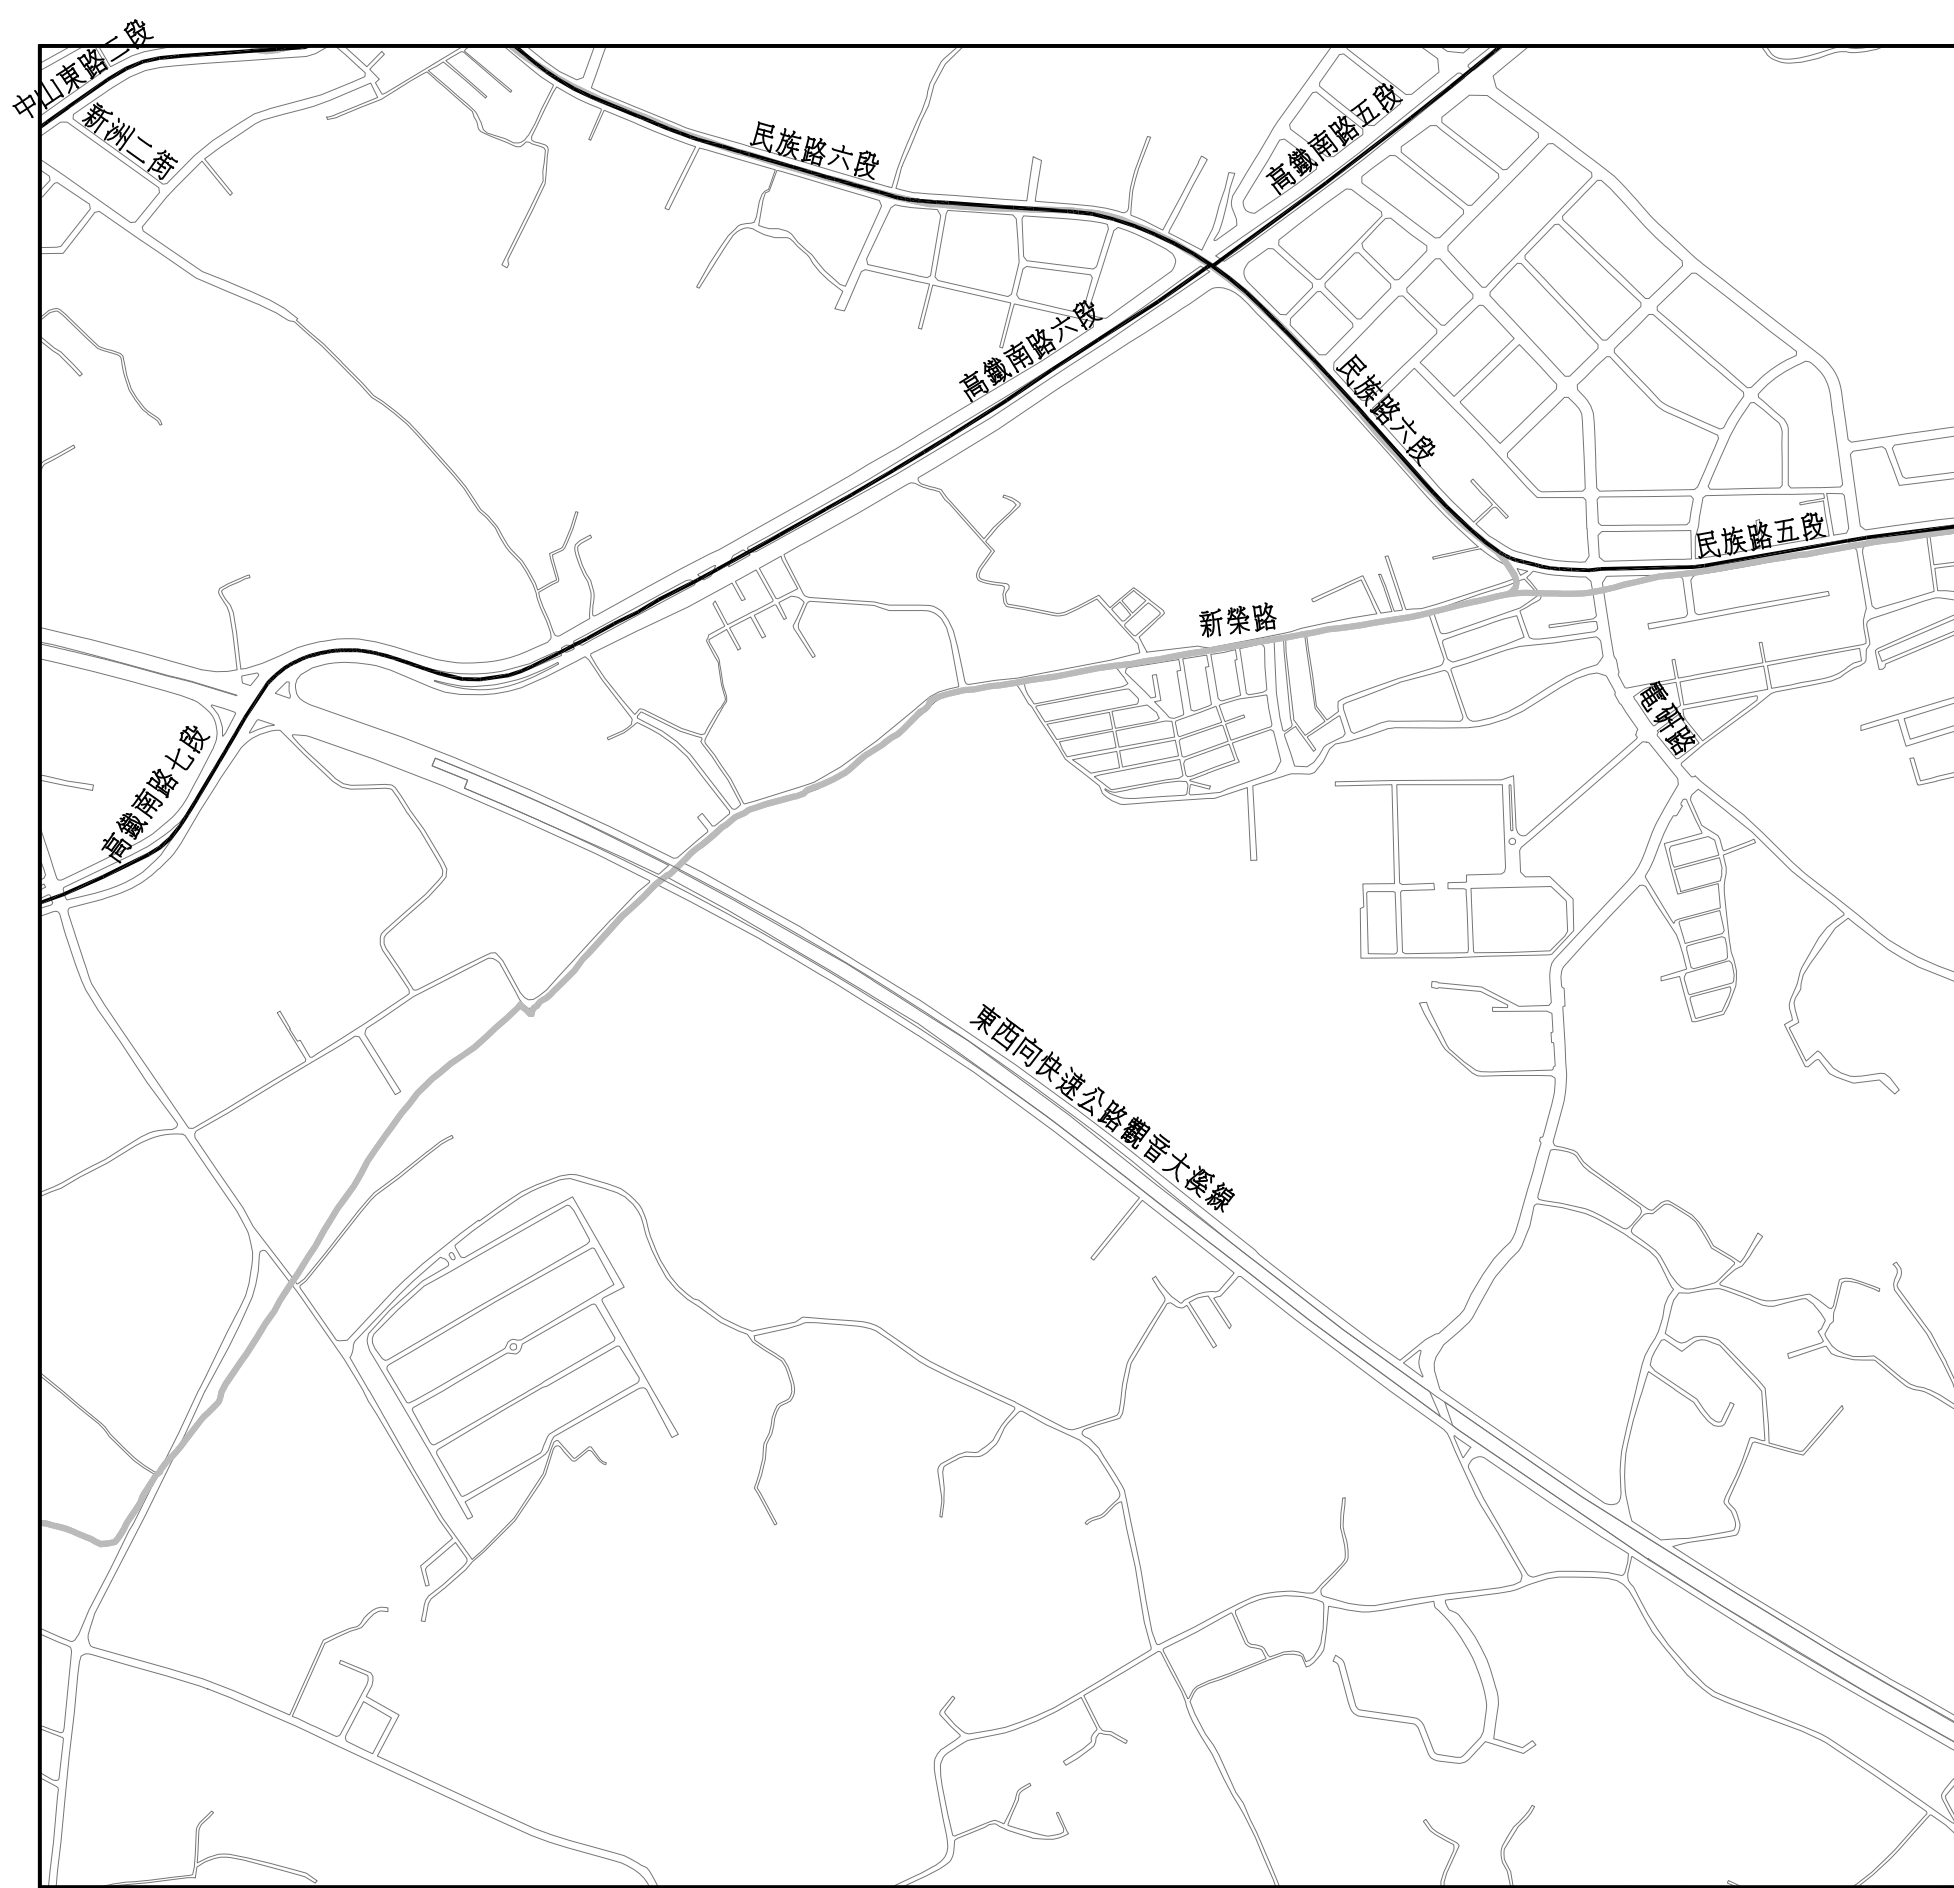 中山東路三段
新洲二街
民族路六段
高鐵南路五段
高鐵南路六段
民族路六段
民族路五段
新榮路
電研路
高鐵南路七段
東西向快速公路觀音大溪線